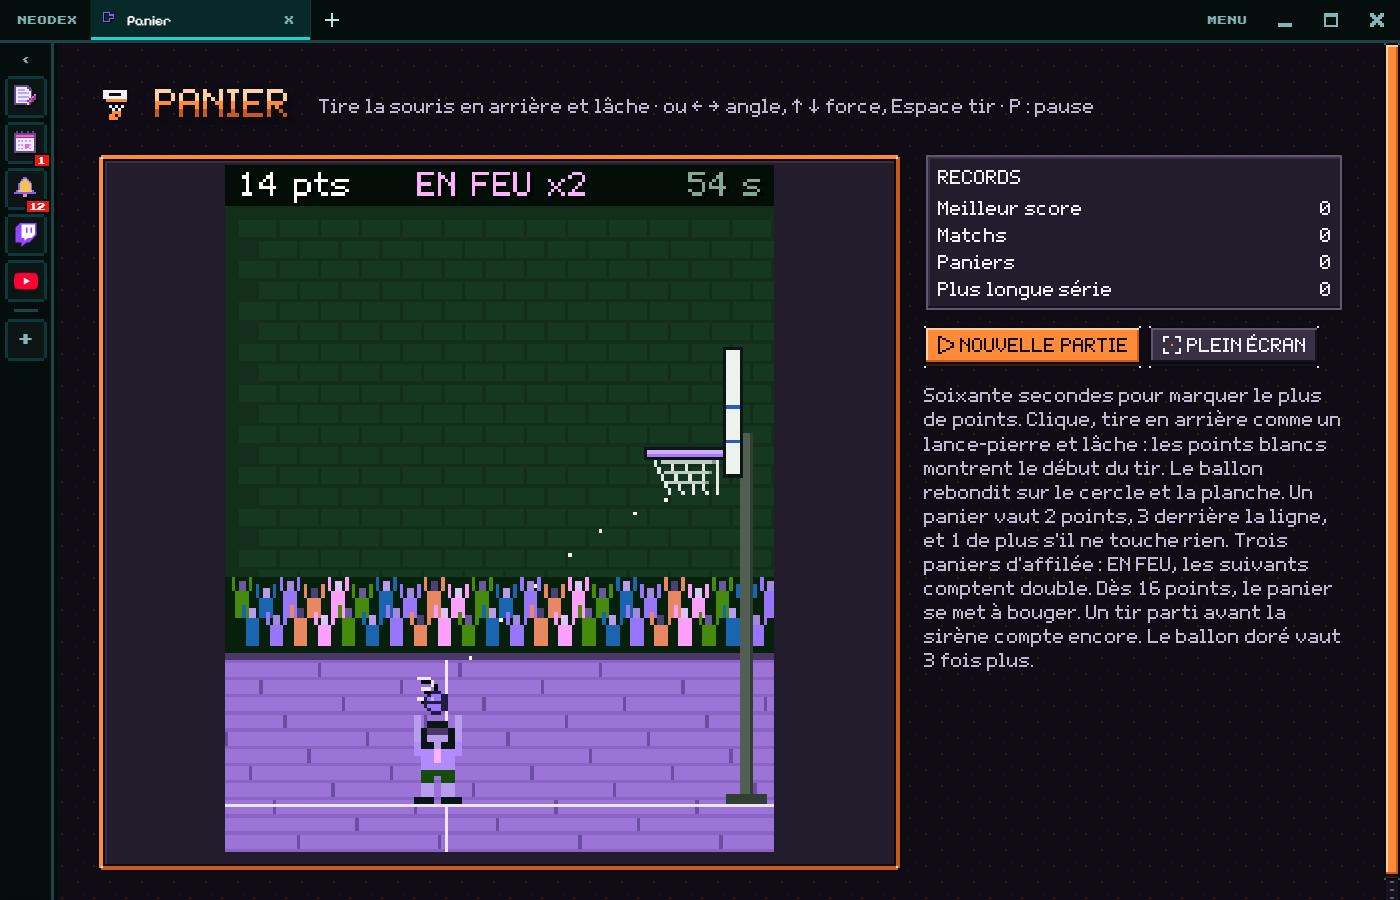 NEODEX
Panier
MENU
1
12
PANIER
Tire la souris en arrière et lâche · ou ← → angle, ↑ ↓ force, Espace tir · P : pause
14 pts
EN FEU x2
54 s
RECORDS
Meilleur score 0
Matchs 0
Paniers 0
Plus longue série 0
NOUVELLE PARTIE
PLEIN ÉCRAN
Soixante secondes pour marquer le plus
de points. Clique, tire en arrière comme un
lance-pierre et lâche : les points blancs
montrent le début du tir. Le ballon
rebondit sur le cercle et la planche. Un
panier vaut 2 points, 3 derrière la ligne,
et 1 de plus s'il ne touche rien. Trois
paniers d'affilée : EN FEU, les suivants
comptent double. Dès 16 points, le panier
se met à bouger. Un tir parti avant la
sirène compte encore. Le ballon doré vaut
3 fois plus.